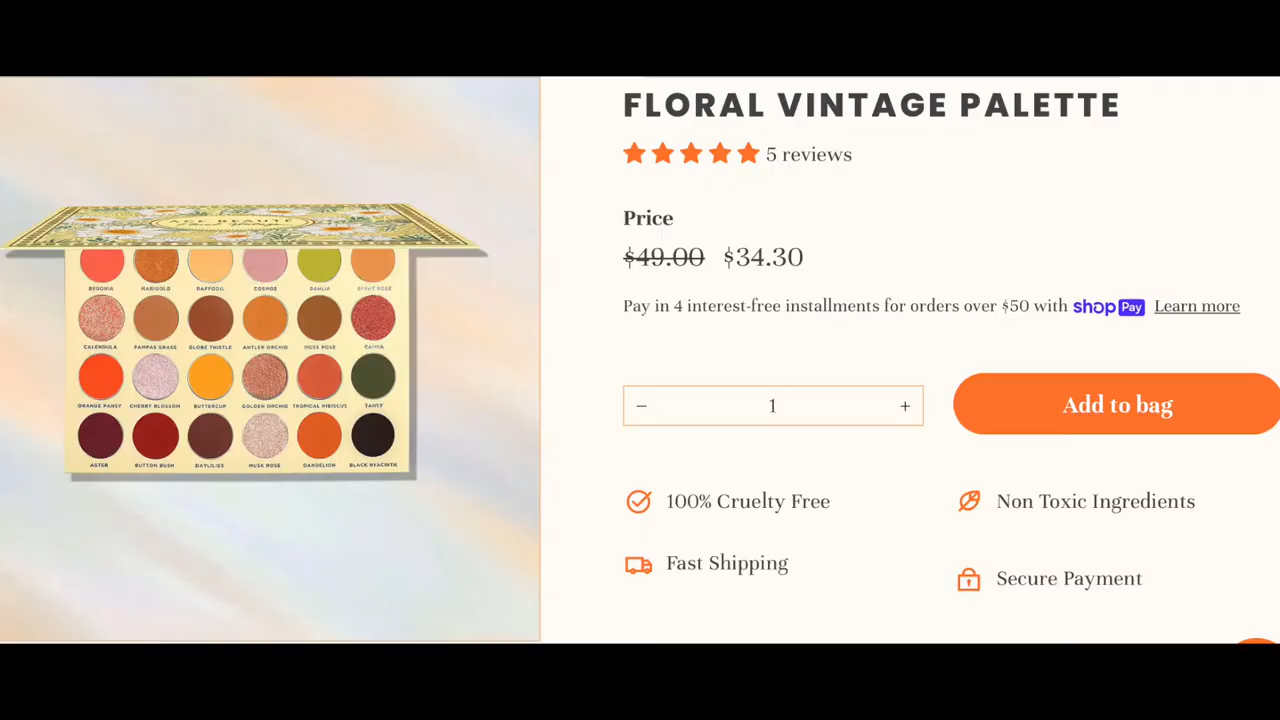 FLORAL VINTAGE PALETTE
5 reviews
Price
$49.00 $34.30
Pay in 4 interest-free installments for orders over $50 with shop Pay Learn more
− 1 +
Add to bag
100% Cruelty Free
Non Toxic Ingredients
Fast Shipping
Secure Payment
AGE BEAUTE
BEGONIA MARIGOLD DAFFODIL COSMOS DAHLIA
CALENDULA PAMPAS GRASS GLOBE THISTLE ANTLER ORCHID MOSS ROSE CANNA
ORANGE PANSY CHERRY BLOSSOM BUTTERCUP GOLDEN ORCHID TROPICAL HIBISCUS TANSY
ASTER BUTTON BUSH DAYLILIES MUSK ROSE DANDELION BLACK HYACINTH